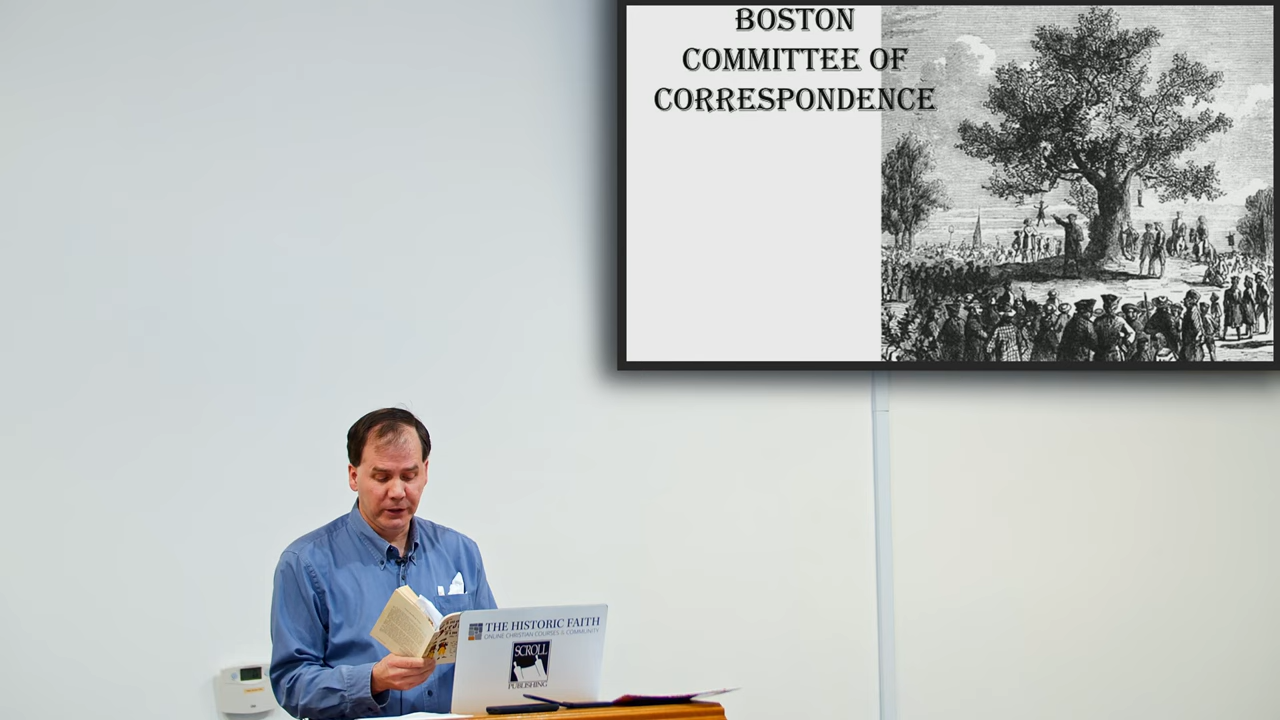 BOSTON
COMMITTEE OF
CORRESPONDENCE
THE HISTORIC FAITH
ONLINE CHRISTIAN COURSES & COMMUNITY
SCROLL
PUBLISHING